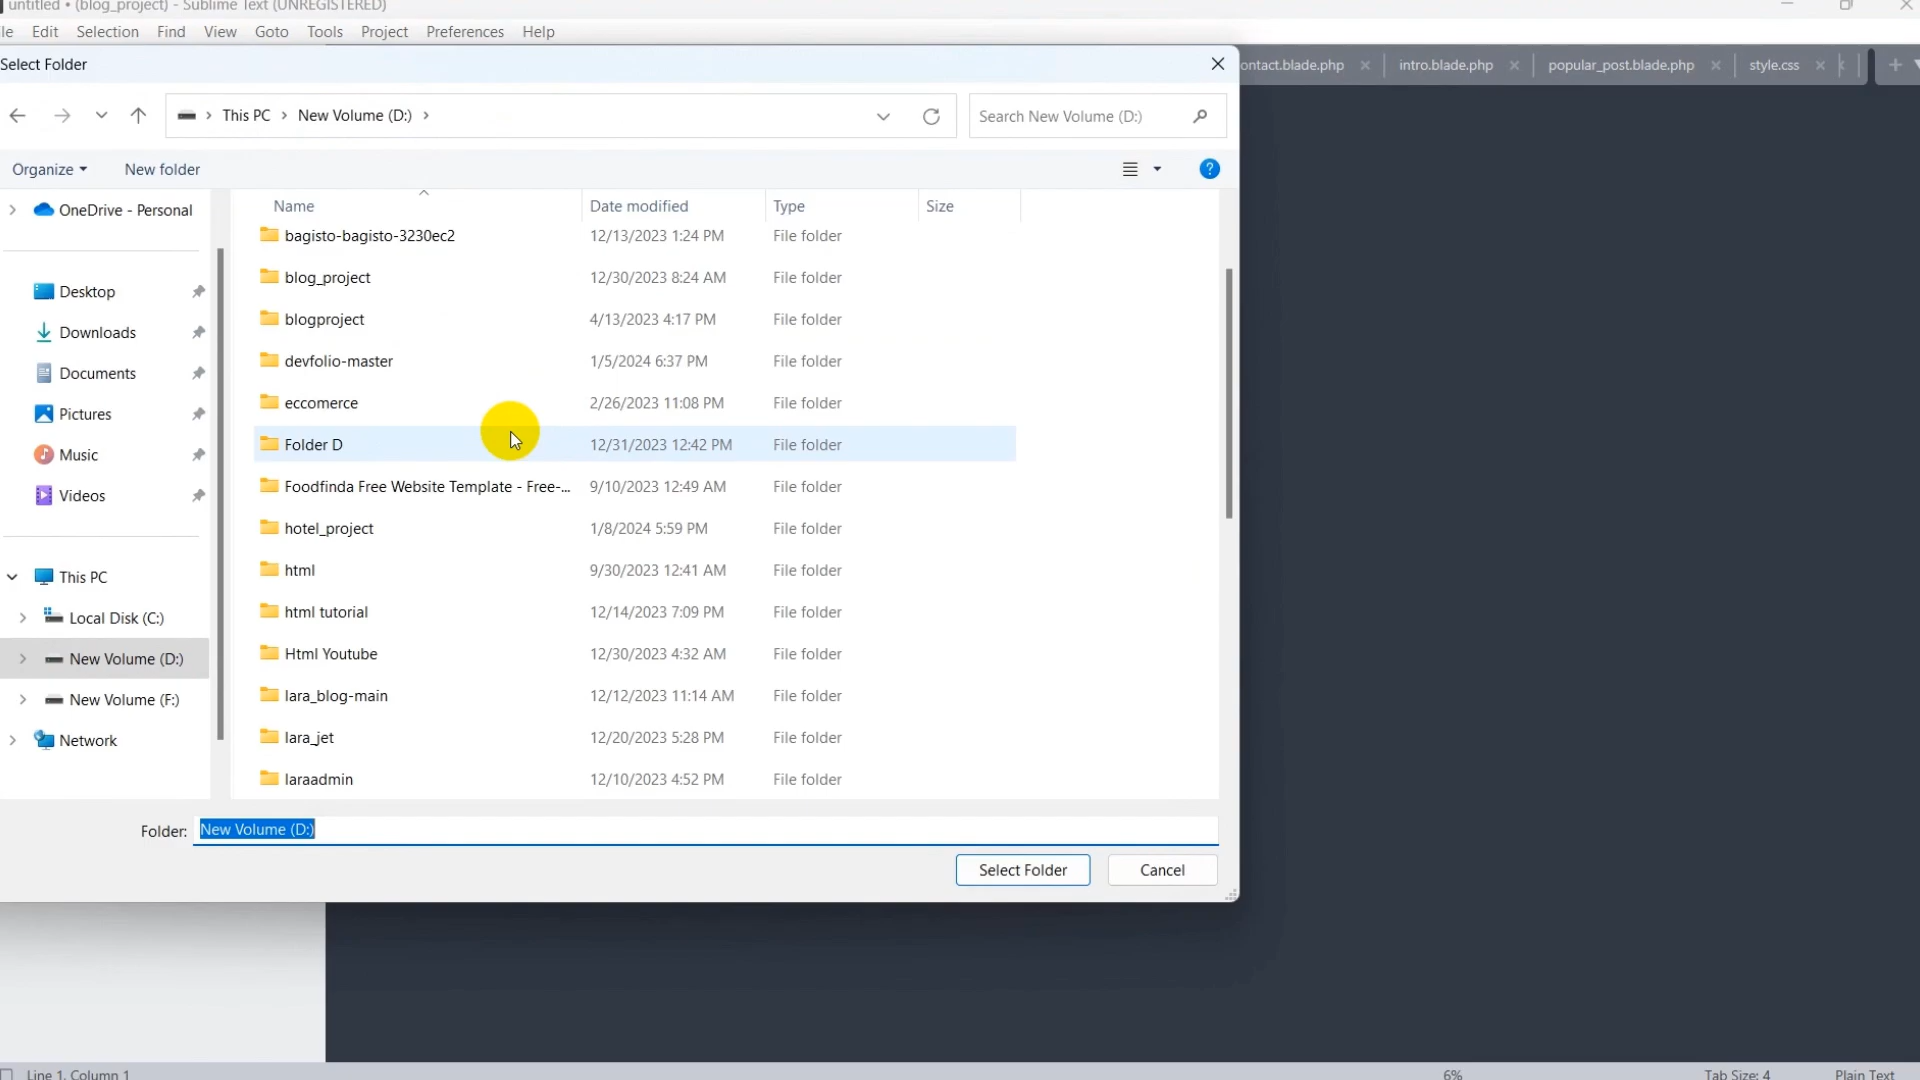 untitled • (blog_project) - Sublime Text (UNREGISTERED)
le Edit Selection Find View Goto Tools Project Preferences Help
Select Folder
ontact.blade.php intro.blade.php popular_post.blade.php style.css
This PC > New Volume (D:) >
Search New Volume (D:)
Organize New folder
Name Date modified Type Size
OneDrive - Personal
Desktop
Downloads
Documents
Pictures
Music
Videos
This PC
Local Disk (C:)
New Volume (D:)
New Volume (F:)
Network
bagisto-bagisto-3230ec2 12/13/2023 1:24 PM File folder
blog_project 12/30/2023 8:24 AM File folder
blogproject 4/13/2023 4:17 PM File folder
devfolio-master 1/5/2024 6:37 PM File folder
eccomerce 2/26/2023 11:08 PM File folder
Folder D 12/31/2023 12:42 PM File folder
Foodfinda Free Website Template - Free-... 9/10/2023 12:49 AM File folder
hotel_project 1/8/2024 5:59 PM File folder
html 9/30/2023 12:41 AM File folder
html tutorial 12/14/2023 7:09 PM File folder
Html Youtube 12/30/2023 4:32 AM File folder
lara_blog-main 12/12/2023 11:14 AM File folder
lara_jet 12/20/2023 5:28 PM File folder
laraadmin 12/10/2023 4:52 PM File folder
Folder: New Volume (D:)
Select Folder Cancel
Line 1, Column 1 6% Tab Size: 4 Plain Text